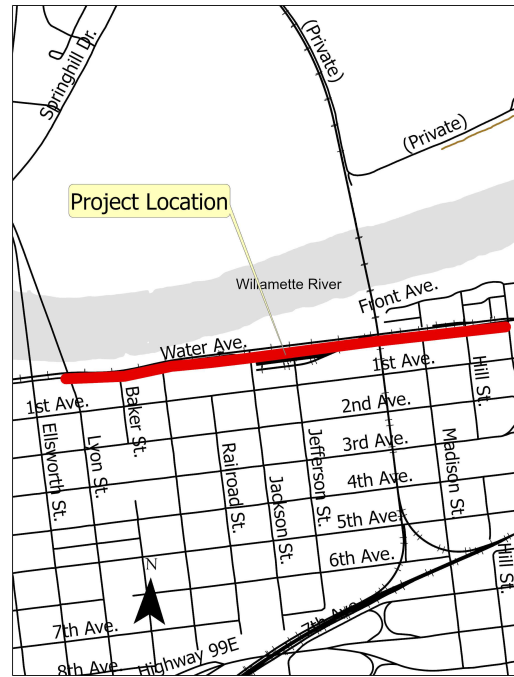 Springhill Dr.
(Private)
(Private)
Project Location
Willamette River
Front Ave.
Water Ave.
1st Ave.
1st Ave.
Hill St.
Baker St.
2nd Ave.
Ellsworth St.
Lyon St.
Railroad St.
Jackson St.
Jefferson St.
3rd Ave.
Madison St.
4th Ave.
5th Ave.
6th Ave.
Hill St.
N
7th Ave.
7th Ave.
8th Ave.
Highway 99E